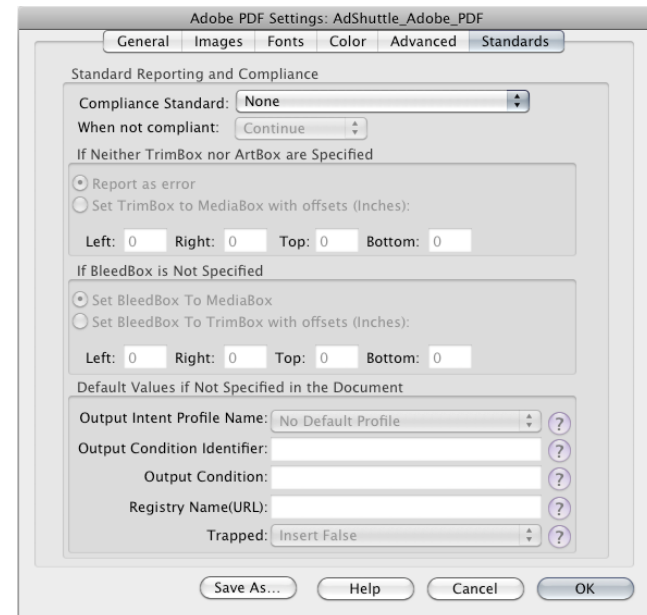 Adobe PDF Settings: AdShuttle_Adobe_PDF
General Images Fonts Color Advanced Standards
Standard Reporting and Compliance
Compliance Standard: None
When not compliant: Continue
If Neither TrimBox nor ArtBox are Specified
Report as error
Set TrimBox to MediaBox with offsets (Inches):
Left: 0 Right: 0 Top: 0 Bottom: 0
If BleedBox is Not Specified
Set BleedBox To MediaBox
Set BleedBox To TrimBox with offsets (Inches):
Left: 0 Right: 0 Top: 0 Bottom: 0
Default Values if Not Specified in the Document
Output Intent Profile Name: No Default Profile ?
Output Condition Identifier: ?
Output Condition: ?
Registry Name(URL): ?
Trapped: Insert False ?
Save As... Help Cancel OK